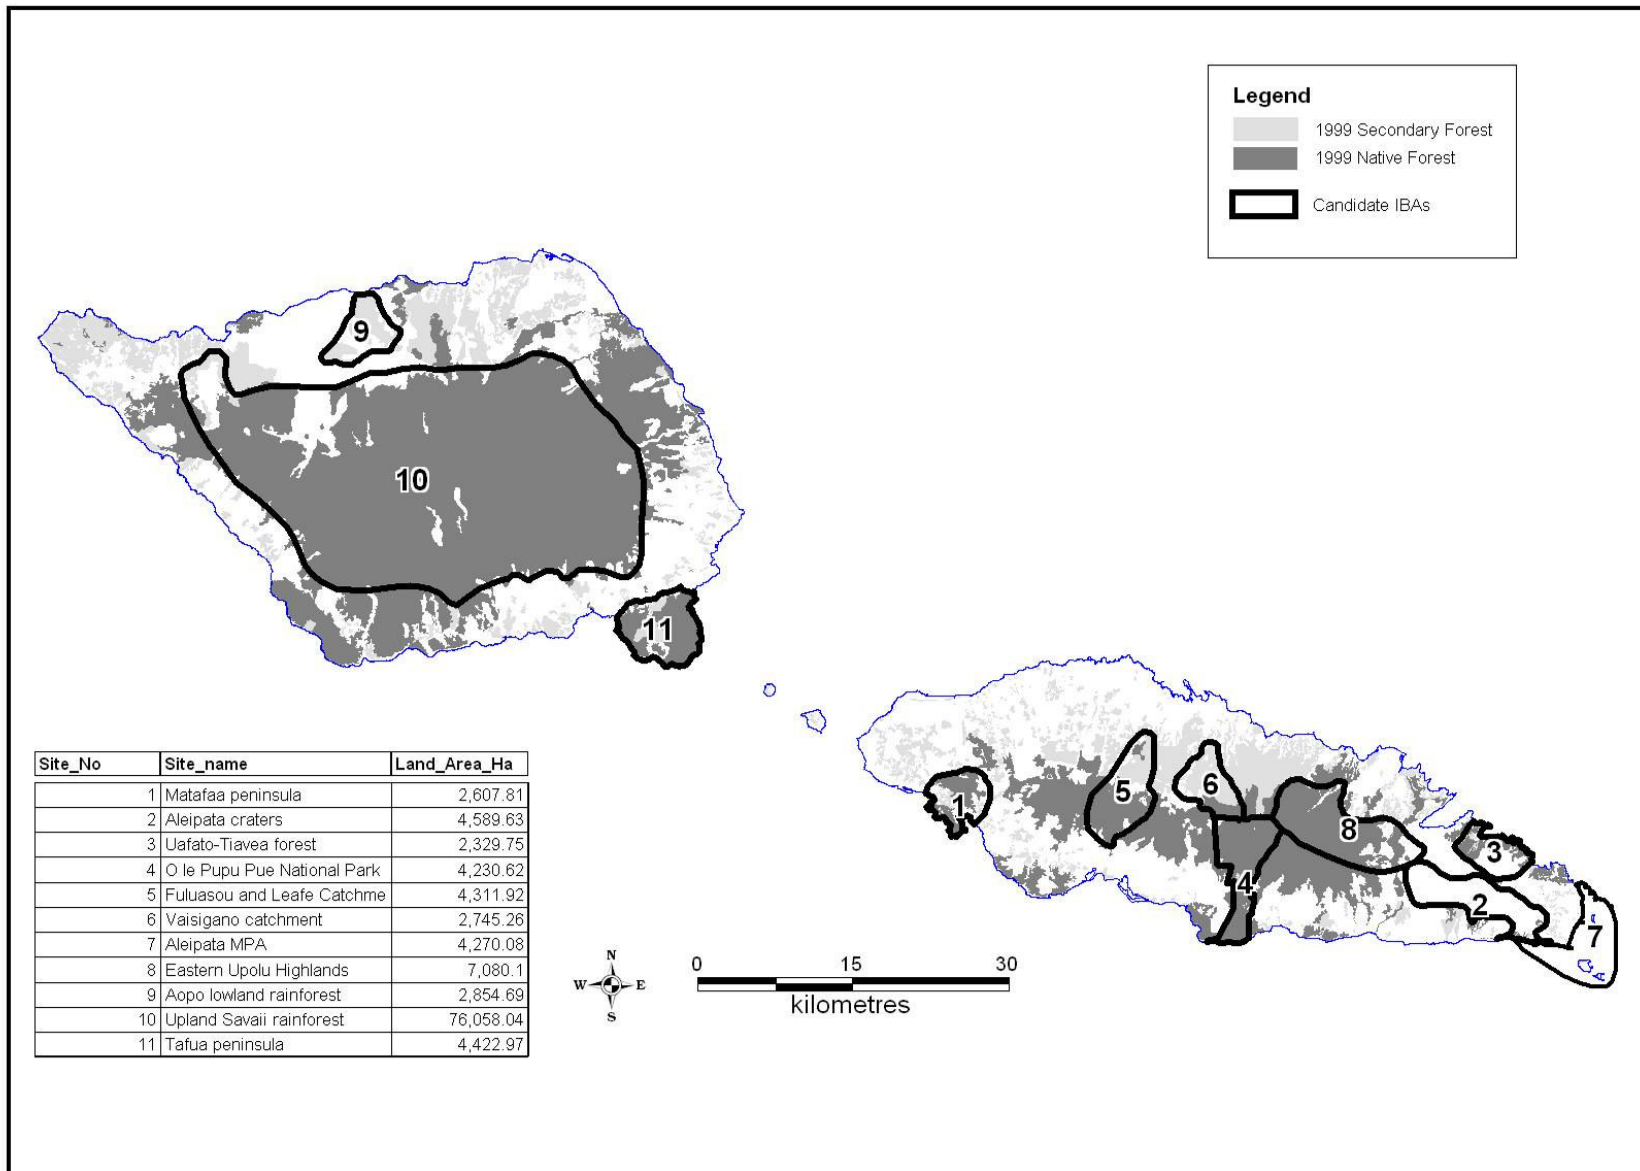 Legend
1999 Secondary Forest
1999 Native Forest
Candidate IBAs
9
10
11
1
5
6
8
4
3
2
7
Site_No Site_name Land_Area_Ha
1 Matafaa peninsula 2,607.81
2 Aleipata craters 4,589.63
3 Uafato-Tiavea forest 2,329.75
4 O le Pupu Pue National Park 4,230.62
5 Fuluasou and Leafe Catchme 4,311.92
6 Vaisigano catchment 2,745.26
7 Aleipata MPA 4,270.08
8 Eastern Upolu Highlands 7,080.1
9 Aopo lowland rainforest 2,854.69
10 Upland Savaii rainforest 76,058.04
11 Tafua peninsula 4,422.97
N
W E
S
0 15 30
kilometres